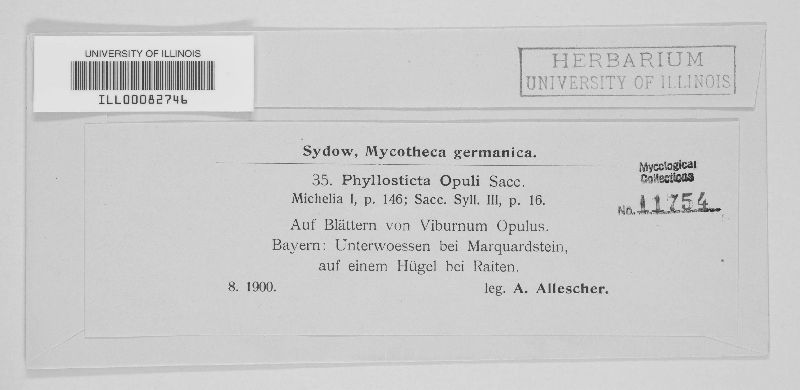 UNIVERSITY OF ILLINOIS
ILL00082746
HERBARIUM
UNIVERSITY OF ILLINOIS
Sydow, Mycotheca germanica.
35. Phyllosticta Opuli Sacc.
Michelia I, p. 146; Sacc. Syll. III, p. 16.
Mycological
Collections
No. 11754
Auf Blättern von Viburnum Opulus.
Bayern: Unterwoessen bei Marquardstein,
auf einem Hügel bei Raiten.
8. 1900. leg. A. Allescher.